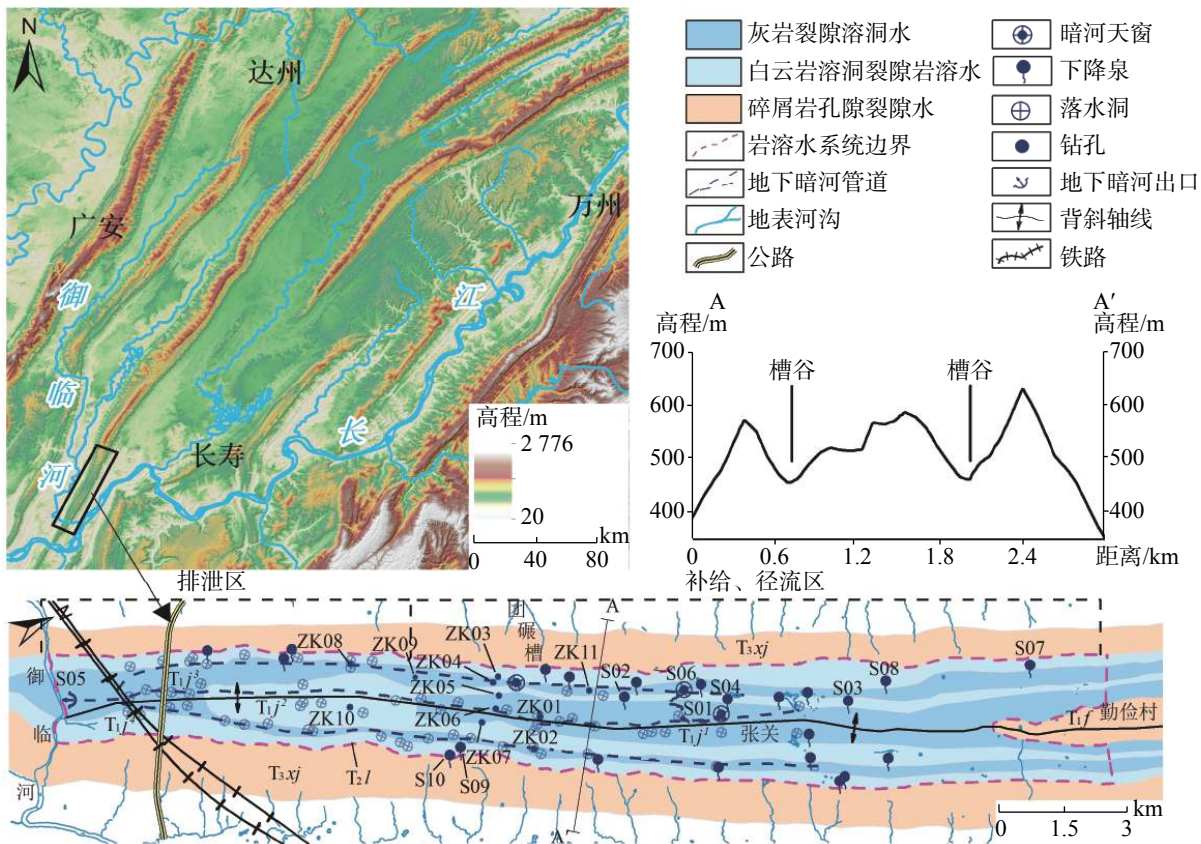 N
达州
广安
万州
御
临
河
江
长
长寿
高程/m
2 776
20
km
0 40 80
灰岩裂隙溶洞水
白云岩溶洞裂隙岩溶水
碎屑岩孔隙裂隙水
岩溶水系统边界
地下暗河管道
地表河沟
公路
暗河天窗
下降泉
落水洞
钻孔
地下暗河出口
背斜轴线
铁路
A A′
高程/m 高程/m
700 700
槽谷 槽谷
600 600
500 500
400 400
0 0.6 1.2 1.8 2.4 距离/km
排泄区 补给、径流区
团碾槽
A
ZK08 ZK09 ZK03 T₃xj S07
ZK04 ZK11 S02 S06 S08
御 S05 T₁j³ ZK05 S04 S03
T₁j² ZK10 ZK06 ZK01 S01 T₁f 勤俭村
临 T₁j¹ 张关
ZK02
T₃xj T₂l S10 ZK07 S09
河
A′
km
0 1.5 3